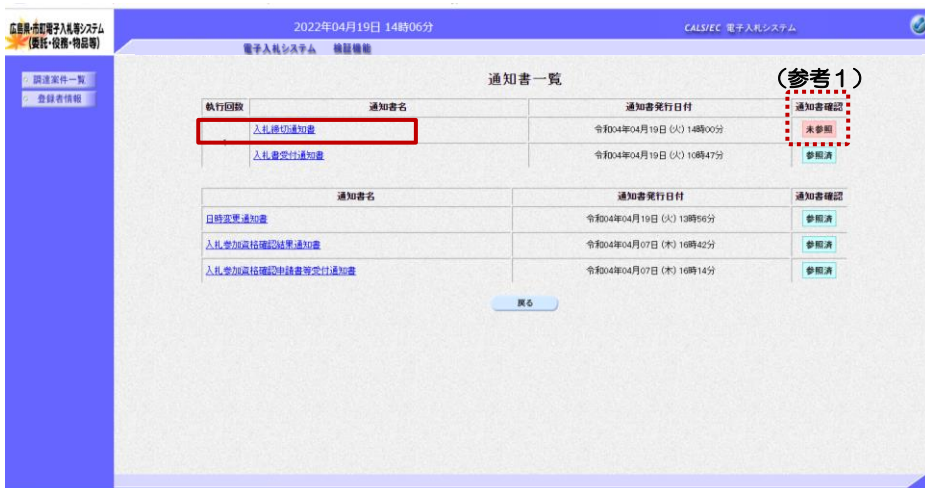 広島県・市町電子入札等システム
(委託・役務・物品等)
2022年04月19日 14時06分
CALS/EC 電子入札システム
電子入札システム 検証機能
調達案件一覧
登録者情報
通知書一覧
(参考1)
執行回数 通知書名 通知書発行日付 通知書確認
入札締切通知書 令和04年04月19日(火) 14時00分 未参照
入札書受付通知書 令和04年04月19日(火) 10時47分 参照済
通知書名 通知書発行日付 通知書確認
日時変更通知書 令和04年04月19日(火) 13時56分 参照済
入札参加資格確認結果通知書 令和04年04月07日(木) 16時42分 参照済
入札参加資格確認申請書等受付通知書 令和04年04月07日(木) 16時14分 参照済
戻る